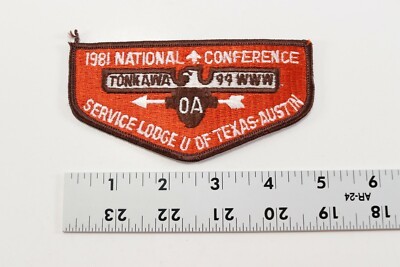 1981 NATIONAL CONFERENCE
TONKAWA 99 WWW
OA
SERVICE LODGE U OF TEXAS-AUSTIN
1 2 3 4 5 6
AR-24
23 22 21 20 19 18